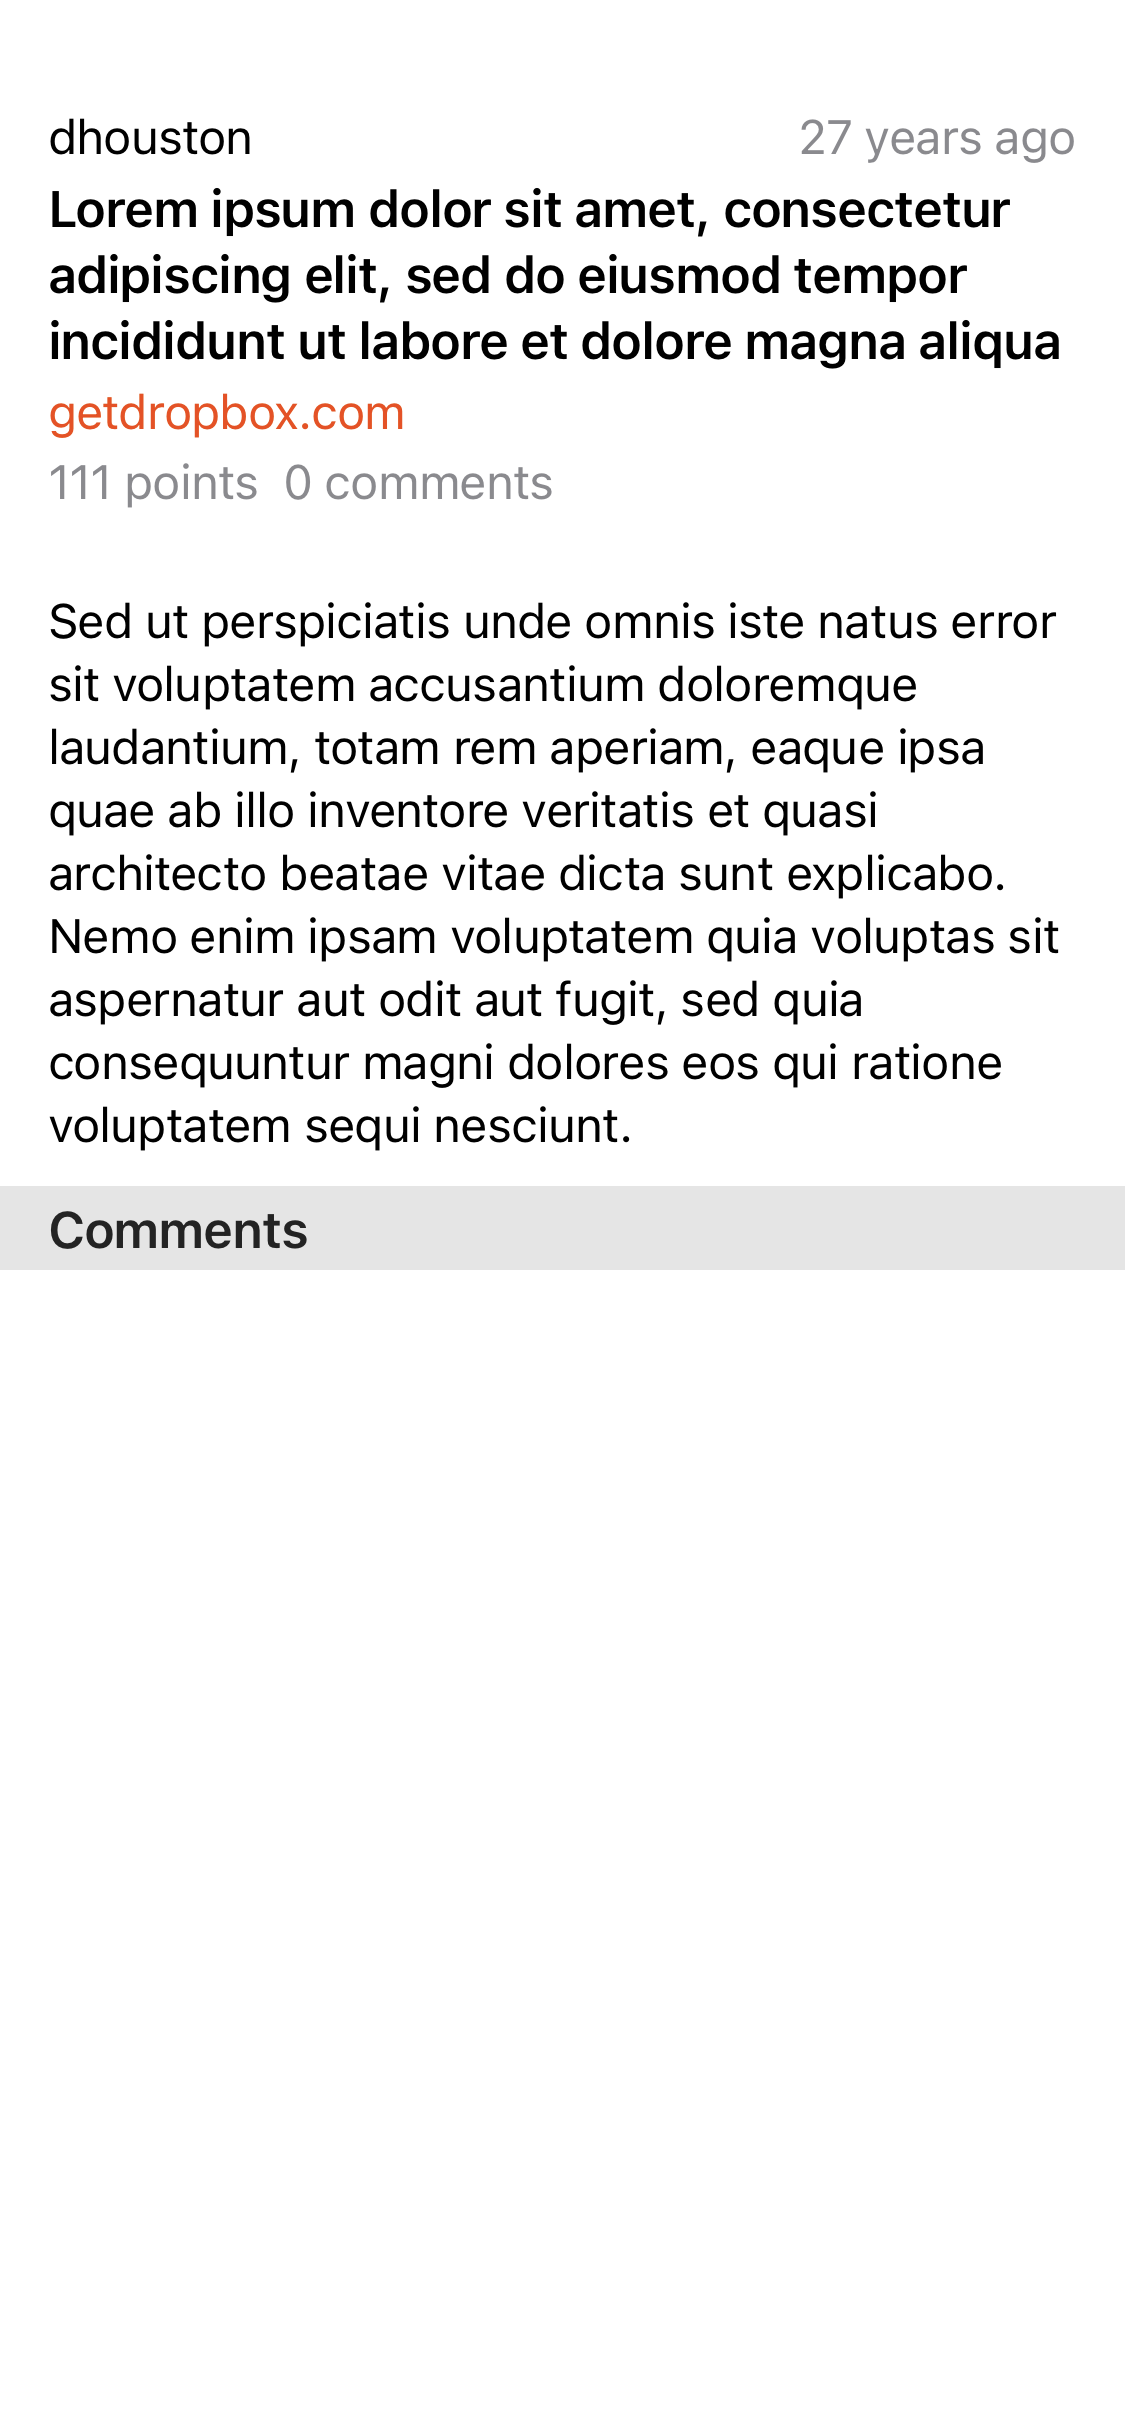 dhouston 27 years ago
Lorem ipsum dolor sit amet, consectetur
adipiscing elit, sed do eiusmod tempor
incididunt ut labore et dolore magna aliqua
getdropbox.com
111 points 0 comments
Sed ut perspiciatis unde omnis iste natus error
sit voluptatem accusantium doloremque
laudantium, totam rem aperiam, eaque ipsa
quae ab illo inventore veritatis et quasi
architecto beatae vitae dicta sunt explicabo.
Nemo enim ipsam voluptatem quia voluptas sit
aspernatur aut odit aut fugit, sed quia
consequuntur magni dolores eos qui ratione
voluptatem sequi nesciunt.
Comments